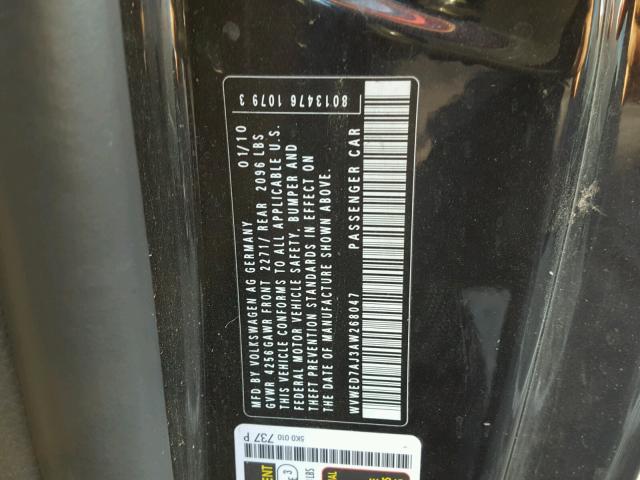 MFD BY VOLKSWAGEN AG GERMANY 01/10
GVWR 4256GAWR FRONT 2271/ REAR 2096 LBS
THIS VEHICLE CONFORMS TO ALL APPLICABLE U.S.
FEDERAL MOTOR VEHICLE SAFETY, BUMPER AND
THEFT PREVENTION STANDARDS IN EFFECT ON
THE DATE OF MANUFACTURE SHOWN ABOVE.
8013476 1079 3
WVWED7AJ3AW268047 PASSENGER CAR
5K0 010 737 P
LBS